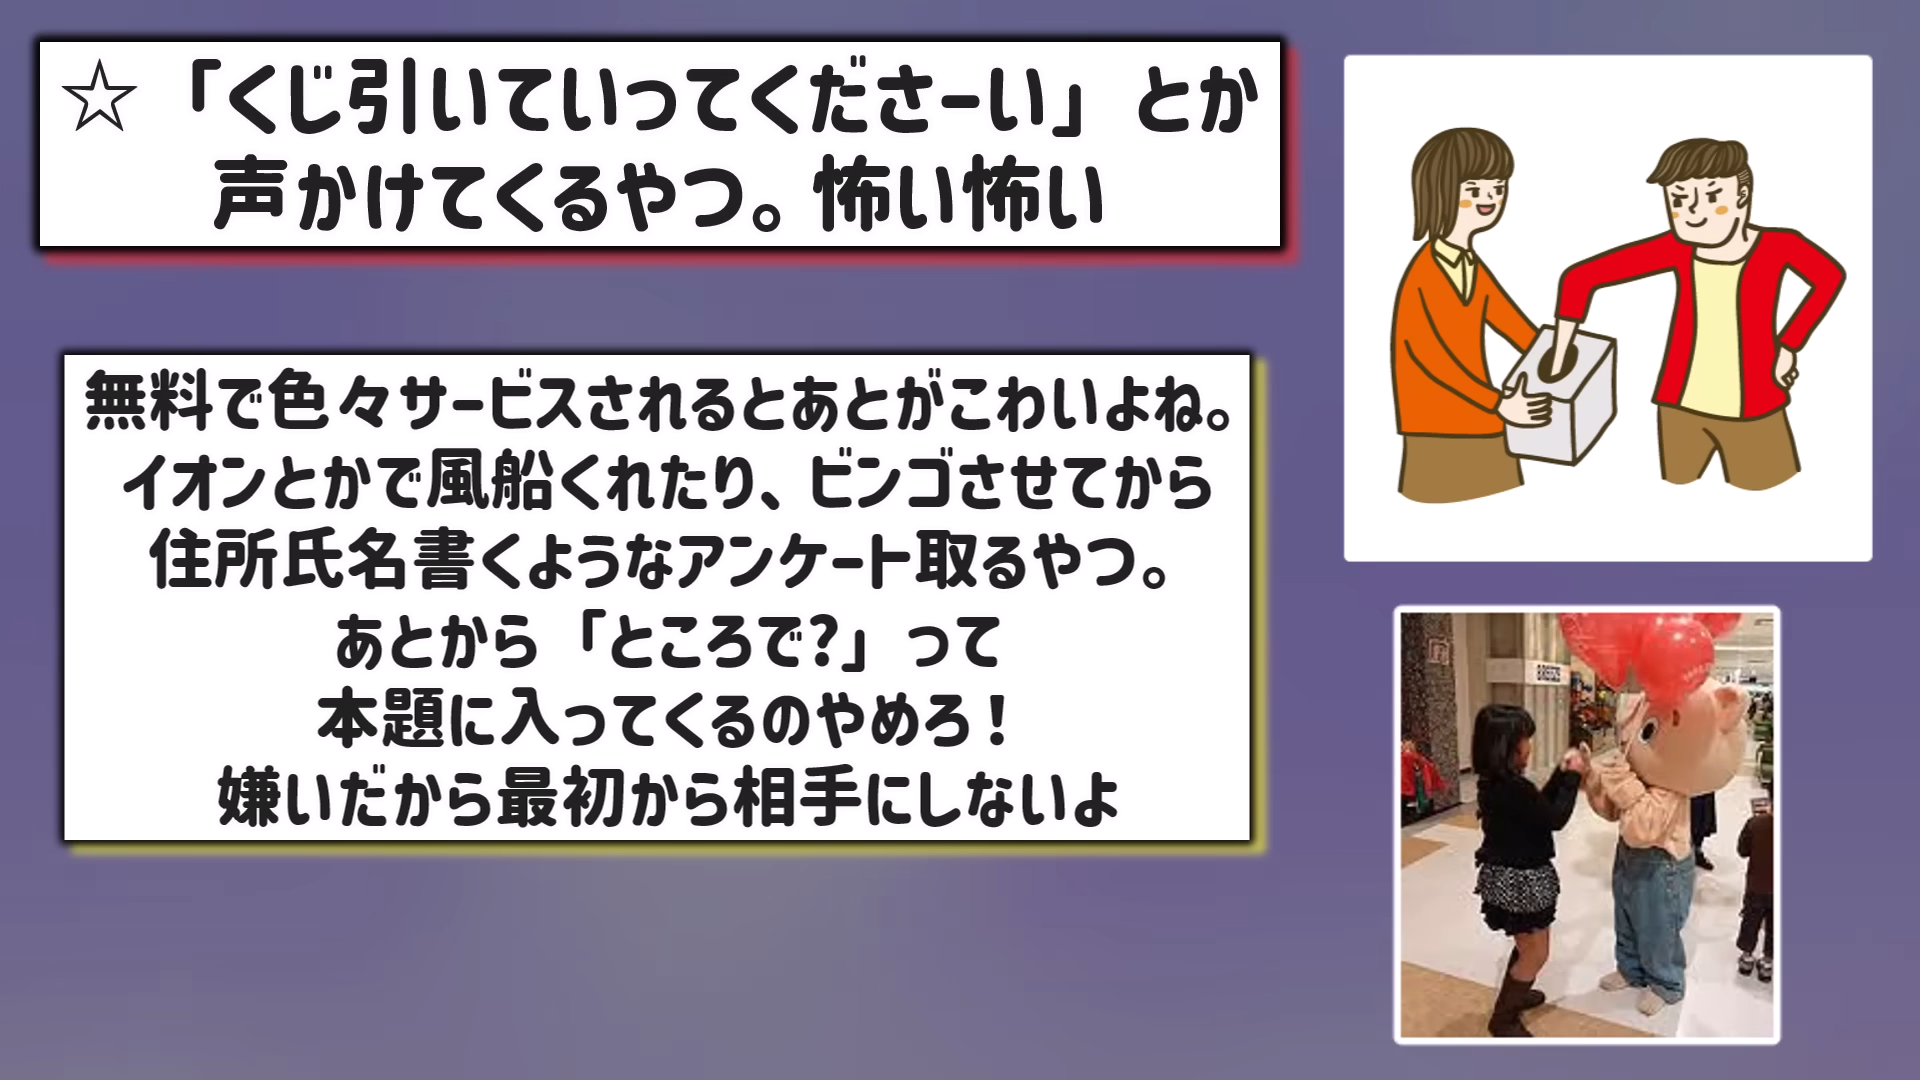 ☆ 「くじ引いていってくださーい」 とか
声かけてくるやつ。怖い怖い
無料で色々サービスされるとあとがこわいよね。
イオンとかで風船くれたり、ビンゴさせてから
住所氏名書くようなアンケート取るやつ。
あとから「ところで?」って
本題に入ってくるのやめろ！
嫌いだから最初から相手にしないよ